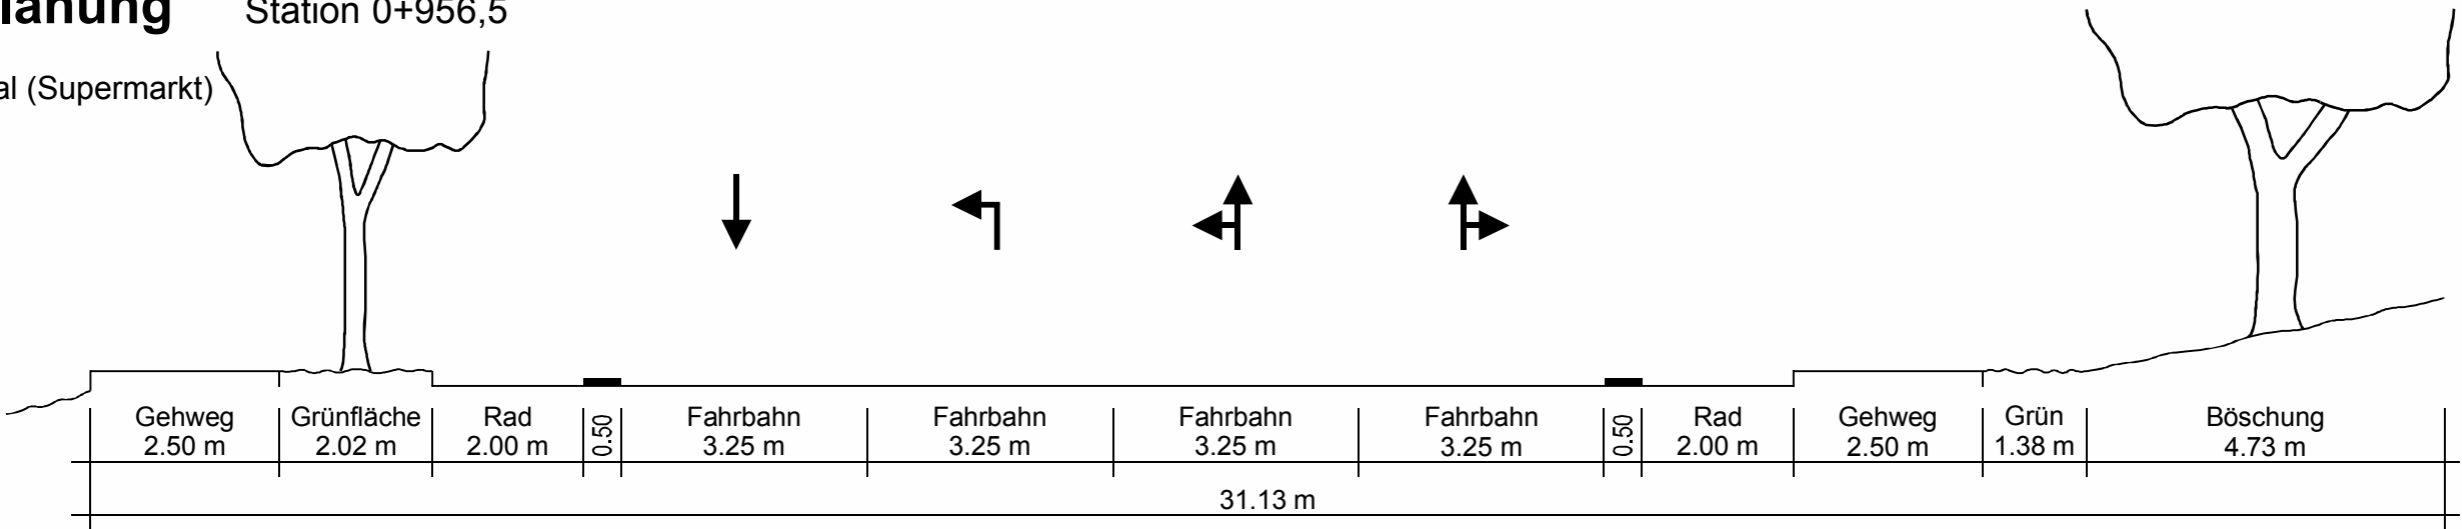 lanung Station 0+956,5
al (Supermarkt)
Gehweg Grünfläche Rad 0.50 Fahrbahn Fahrbahn Fahrbahn Fahrbahn 0.50 Rad Gehweg Grün Böschung
2.50 m 2.02 m 2.00 m 3.25 m 3.25 m 3.25 m 3.25 m 2.00 m 2.50 m 1.38 m 4.73 m
31.13 m